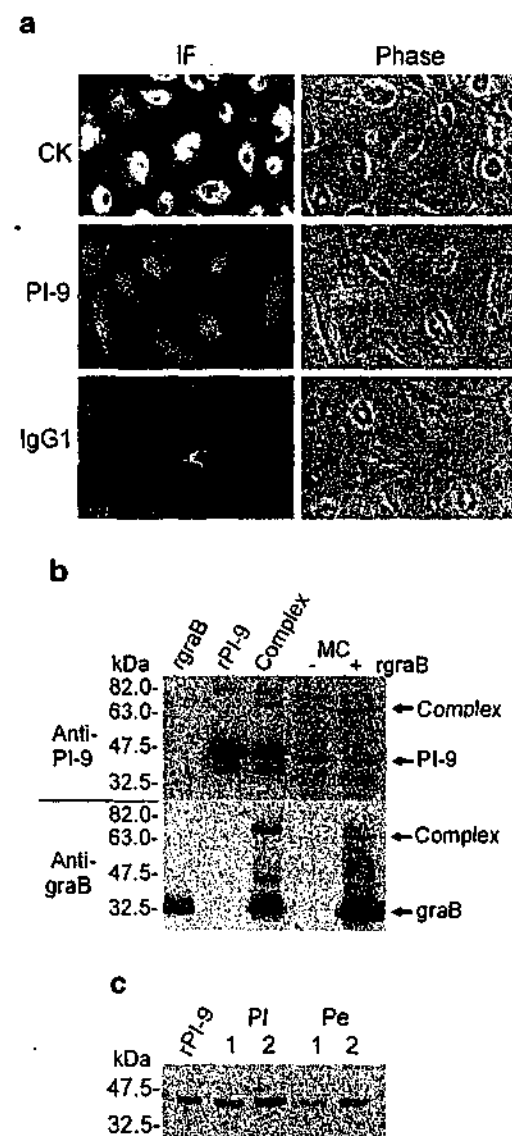 a
IF Phase
CK
PI-9
IgG1
b
rgraB rPI-9 Complex MC
kDa - + rgraB
82.0-
63.0- Complex
Anti-PI-9
47.5- PI-9
32.5-
82.0-
63.0- Complex
Anti-graB
47.5-
32.5- graB
c
rPI-9 Pl Pe
1 2 1 2
kDa
47.5-
32.5-